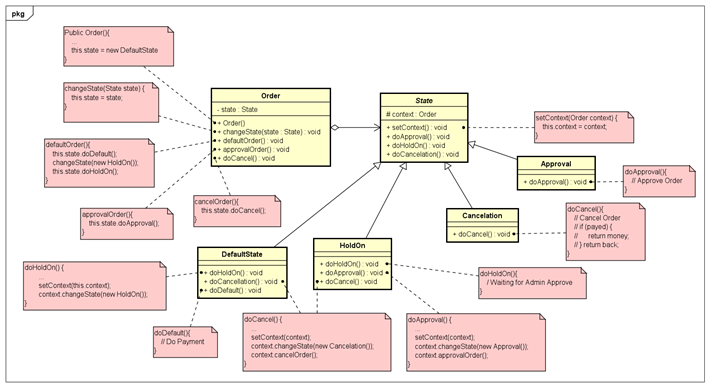 pkg
Public Order(){
...
this.state = new DefaultState
}
changeState(State state) {
this.state = state;
}
defaultOrder(){
this.state.doDefault();
changeState(new HoldOn());
this.state.doHoldOn();
}
approvalOrder(){
this.state.doApproval();
}
cancelOrder(){
this.state.doCancel();
}
Order
- state : State
+ Order()
+ changeState(state : State) : void
+ defaultOrder() : void
+ approvalOrder() : void
+ doCancel() : void
State
# context : Order
+ setContext() : void
+ doApproval() : void
+ doHoldOn() : void
+ doCancelation() : void
setContext(Order context) {
this.context = context;
}
Approval
+ doApproval() : void
doApproval(){
// Approve Order
}
Cancelation
+ doCancel() : void
doCancel(){
// Cancel Order
// if (payed) {
// return money;
// } return back;
DefaultState
+ doHoldOn() : void
+ doCancellation() : void
+ doDefault() : void
HoldOn
+ doHoldOn() : void
+ doApproval() : void
+ doCancel() : void
doHoldOn() {
...
setContext(this.context);
context.changeState(new HoldOn());
}
doDefault(){
// Do Payment
}
doHoldOn(){
/ Waiting for Admin Approve
}
doCancel() {
...
setContext(context);
context.changeState(new Cancelation());
context.cancelOrder();
}
doApproval() {
...
setContext(context);
context.changeState(new Approval());
context.approvalOrder();
}